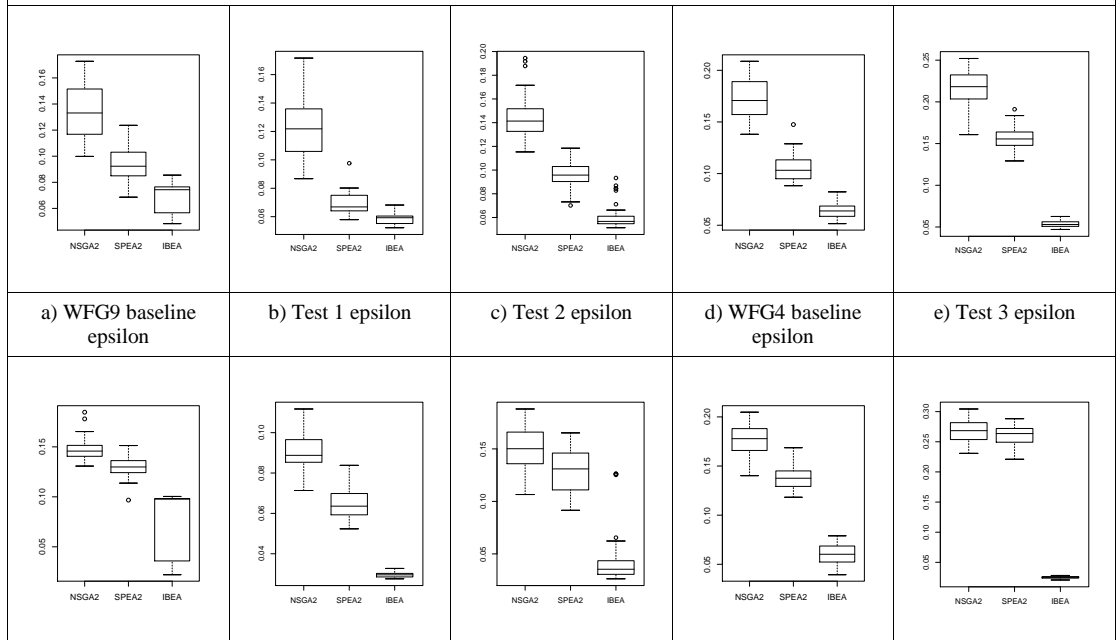 0.06 0.08 0.10 0.12 0.14 0.16
NSGA2 SPEA2 IBEA
0.06 0.08 0.10 0.12 0.14 0.16
NSGA2 SPEA2 IBEA
0.06 0.08 0.10 0.12 0.14 0.16 0.18 0.20
NSGA2 SPEA2 IBEA
0.05 0.10 0.15 0.20
NSGA2 SPEA2 IBEA
0.05 0.10 0.15 0.20 0.25
NSGA2 SPEA2 IBEA
a) WFG9 baseline
epsilon
b) Test 1 epsilon
c) Test 2 epsilon
d) WFG4 baseline
epsilon
e) Test 3 epsilon
0.05 0.10 0.15
NSGA2 SPEA2 IBEA
0.04 0.06 0.08 0.10
NSGA2 SPEA2 IBEA
0.05 0.10 0.15
NSGA2 SPEA2 IBEA
0.05 0.10 0.15 0.20
NSGA2 SPEA2 IBEA
0.05 0.10 0.15 0.20 0.25 0.30
NSGA2 SPEA2 IBEA